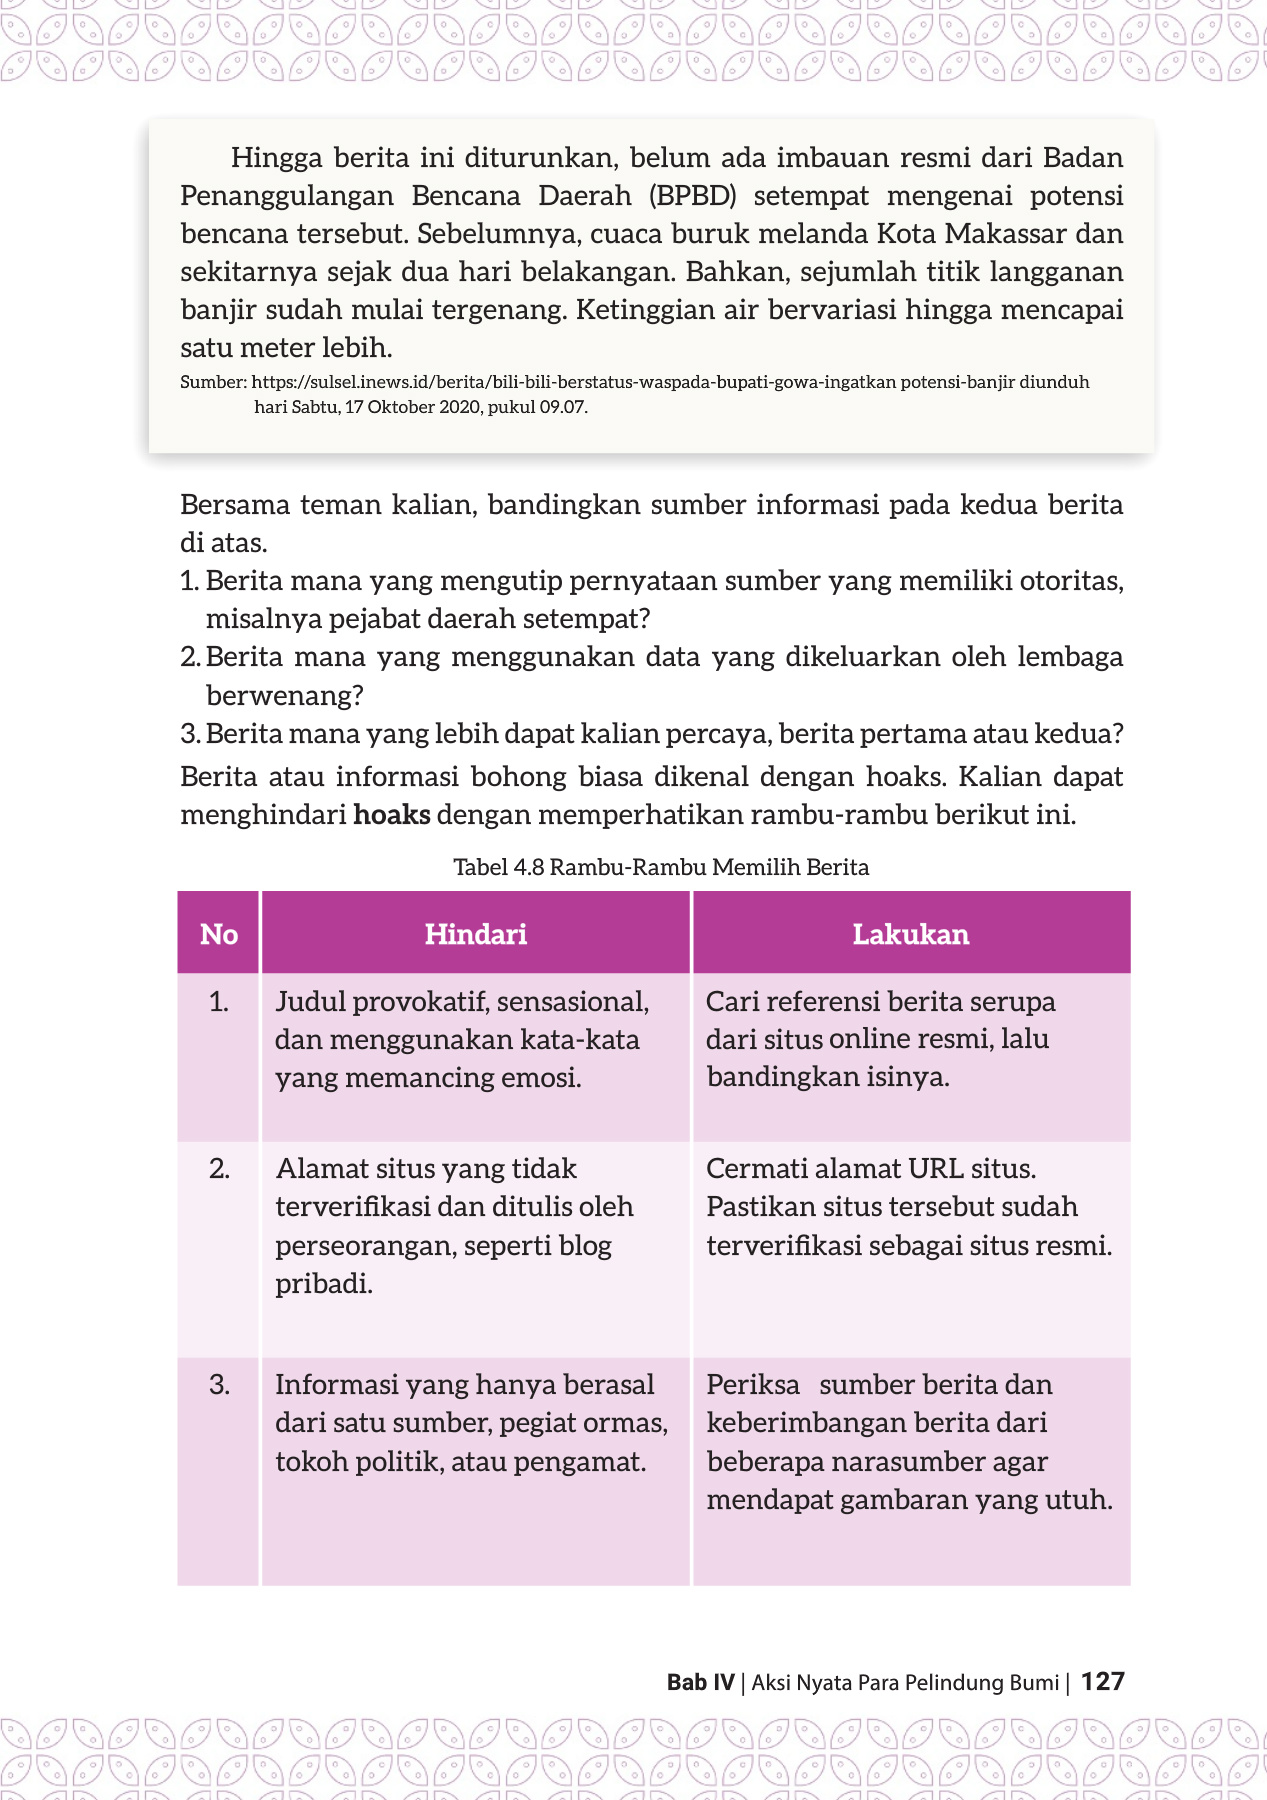 Hingga berita ini diturunkan, belum ada imbauan resmi dari Badan
Penanggulangan Bencana Daerah (BPBD) setempat mengenai potensi
bencana tersebut. Sebelumnya, cuaca buruk melanda Kota Makassar dan
sekitarnya sejak dua hari belakangan. Bahkan, sejumlah titik langganan
banjir sudah mulai tergenang. Ketinggian air bervariasi hingga mencapai
satu meter lebih.
Sumber: https://sulsel.inews.id/berita/bili-bili-berstatus-waspada-bupati-gowa-ingatkan potensi-banjir diunduh
hari Sabtu, 17 Oktober 2020, pukul 09.07.
Bersama teman kalian, bandingkan sumber informasi pada kedua berita
di atas.
1. Berita mana yang mengutip pernyataan sumber yang memiliki otoritas,
misalnya pejabat daerah setempat?
2. Berita mana yang menggunakan data yang dikeluarkan oleh lembaga
berwenang?
3. Berita mana yang lebih dapat kalian percaya, berita pertama atau kedua?
Berita atau informasi bohong biasa dikenal dengan hoaks. Kalian dapat
menghindari hoaks dengan memperhatikan rambu-rambu berikut ini.
Tabel 4.8 Rambu-Rambu Memilih Berita
No Hindari Lakukan
1. Judul provokatif, sensasional, Cari referensi berita serupa
dan menggunakan kata-kata dari situs online resmi, lalu
yang memancing emosi. bandingkan isinya.
2. Alamat situs yang tidak Cermati alamat URL situs.
terverifikasi dan ditulis oleh Pastikan situs tersebut sudah
perseorangan, seperti blog terverifikasi sebagai situs resmi.
pribadi.
3. Informasi yang hanya berasal Periksa sumber berita dan
dari satu sumber, pegiat ormas, keberimbangan berita dari
tokoh politik, atau pengamat. beberapa narasumber agar
mendapat gambaran yang utuh.
Bab IV | Aksi Nyata Para Pelindung Bumi | 127